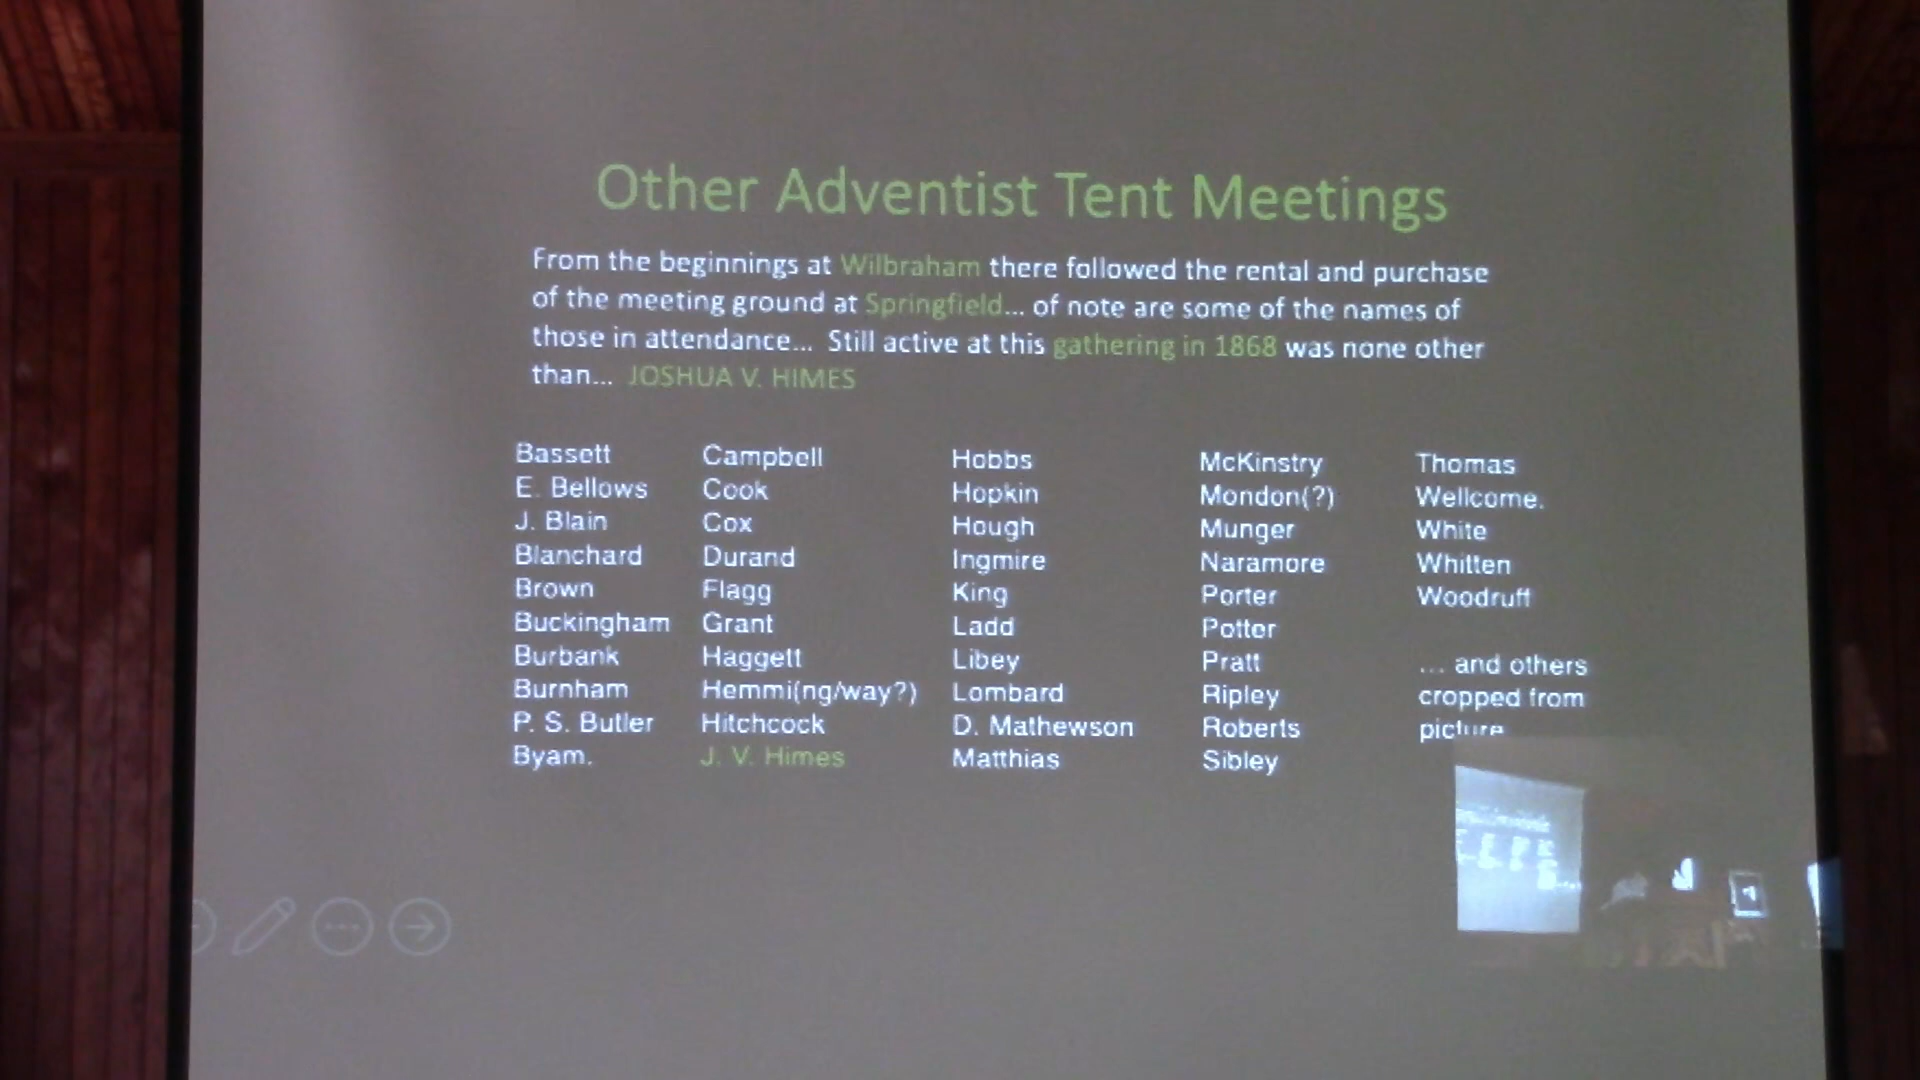 Other Adventist Tent Meetings
From the beginnings at Wilbraham there followed the rental and purchase
of the meeting ground at Springfield... of note are some of the names of
those in attendance... Still active at this gathering in 1868 was none other
than... JOSHUA V. HIMES
Bassett
E. Bellows
J. Blain
Blanchard
Brown
Buckingham
Burbank
Burnham
P. S. Butler
Byam.
Campbell
Cook
Cox
Durand
Flagg
Grant
Haggett
Hemmi(ng/way?)
Hitchcock
J. V. Himes
Hobbs
Hopkin
Hough
Ingmire
King
Ladd
Libey
Lombard
D. Mathewson
Matthias
McKinstry
Mondon(?)
Munger
Naramore
Porter
Potter
Pratt
Ripley
Roberts
Sibley
Thomas
Wellcome.
White
Whitten
Woodruff
... and others
cropped from
picture